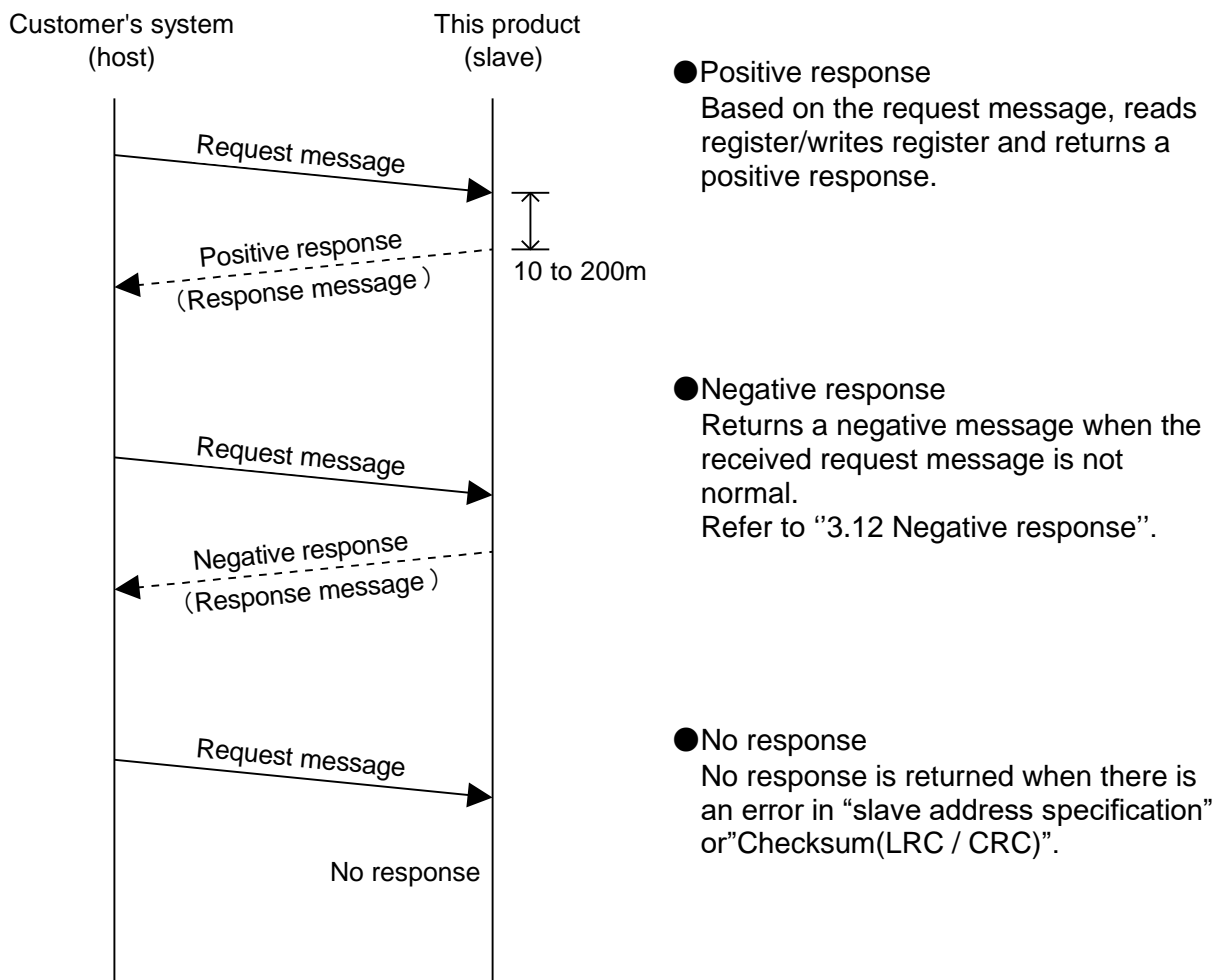 Customer's system
(host)
This product
(slave)
Request message
10 to 200m
Positive response
（Response message）
Request message
Negative response
（Response message）
Request message
No response
●Positive response
Based on the request message, reads
register/writes register and returns a
positive response.
●Negative response
Returns a negative message when the
received request message is not
normal.
Refer to ‘’3.12 Negative response’’.
●No response
No response is returned when there is
an error in “slave address specification”
or”Checksum(LRC / CRC)”.